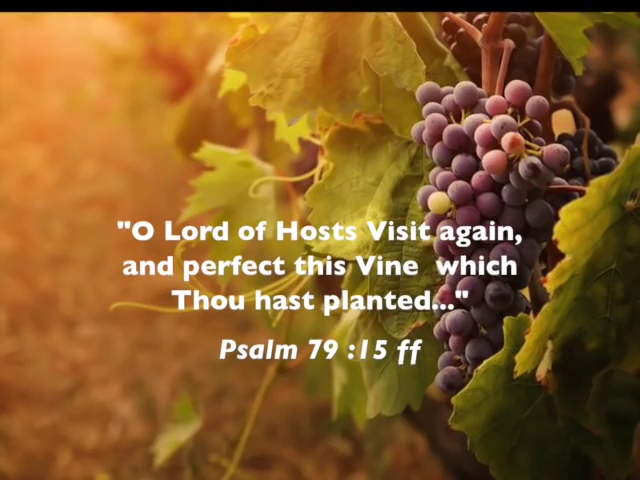 "O Lord of Hosts Visit again,
and perfect this Vine which
Thou hast planted..."
Psalm 79 :15 ff